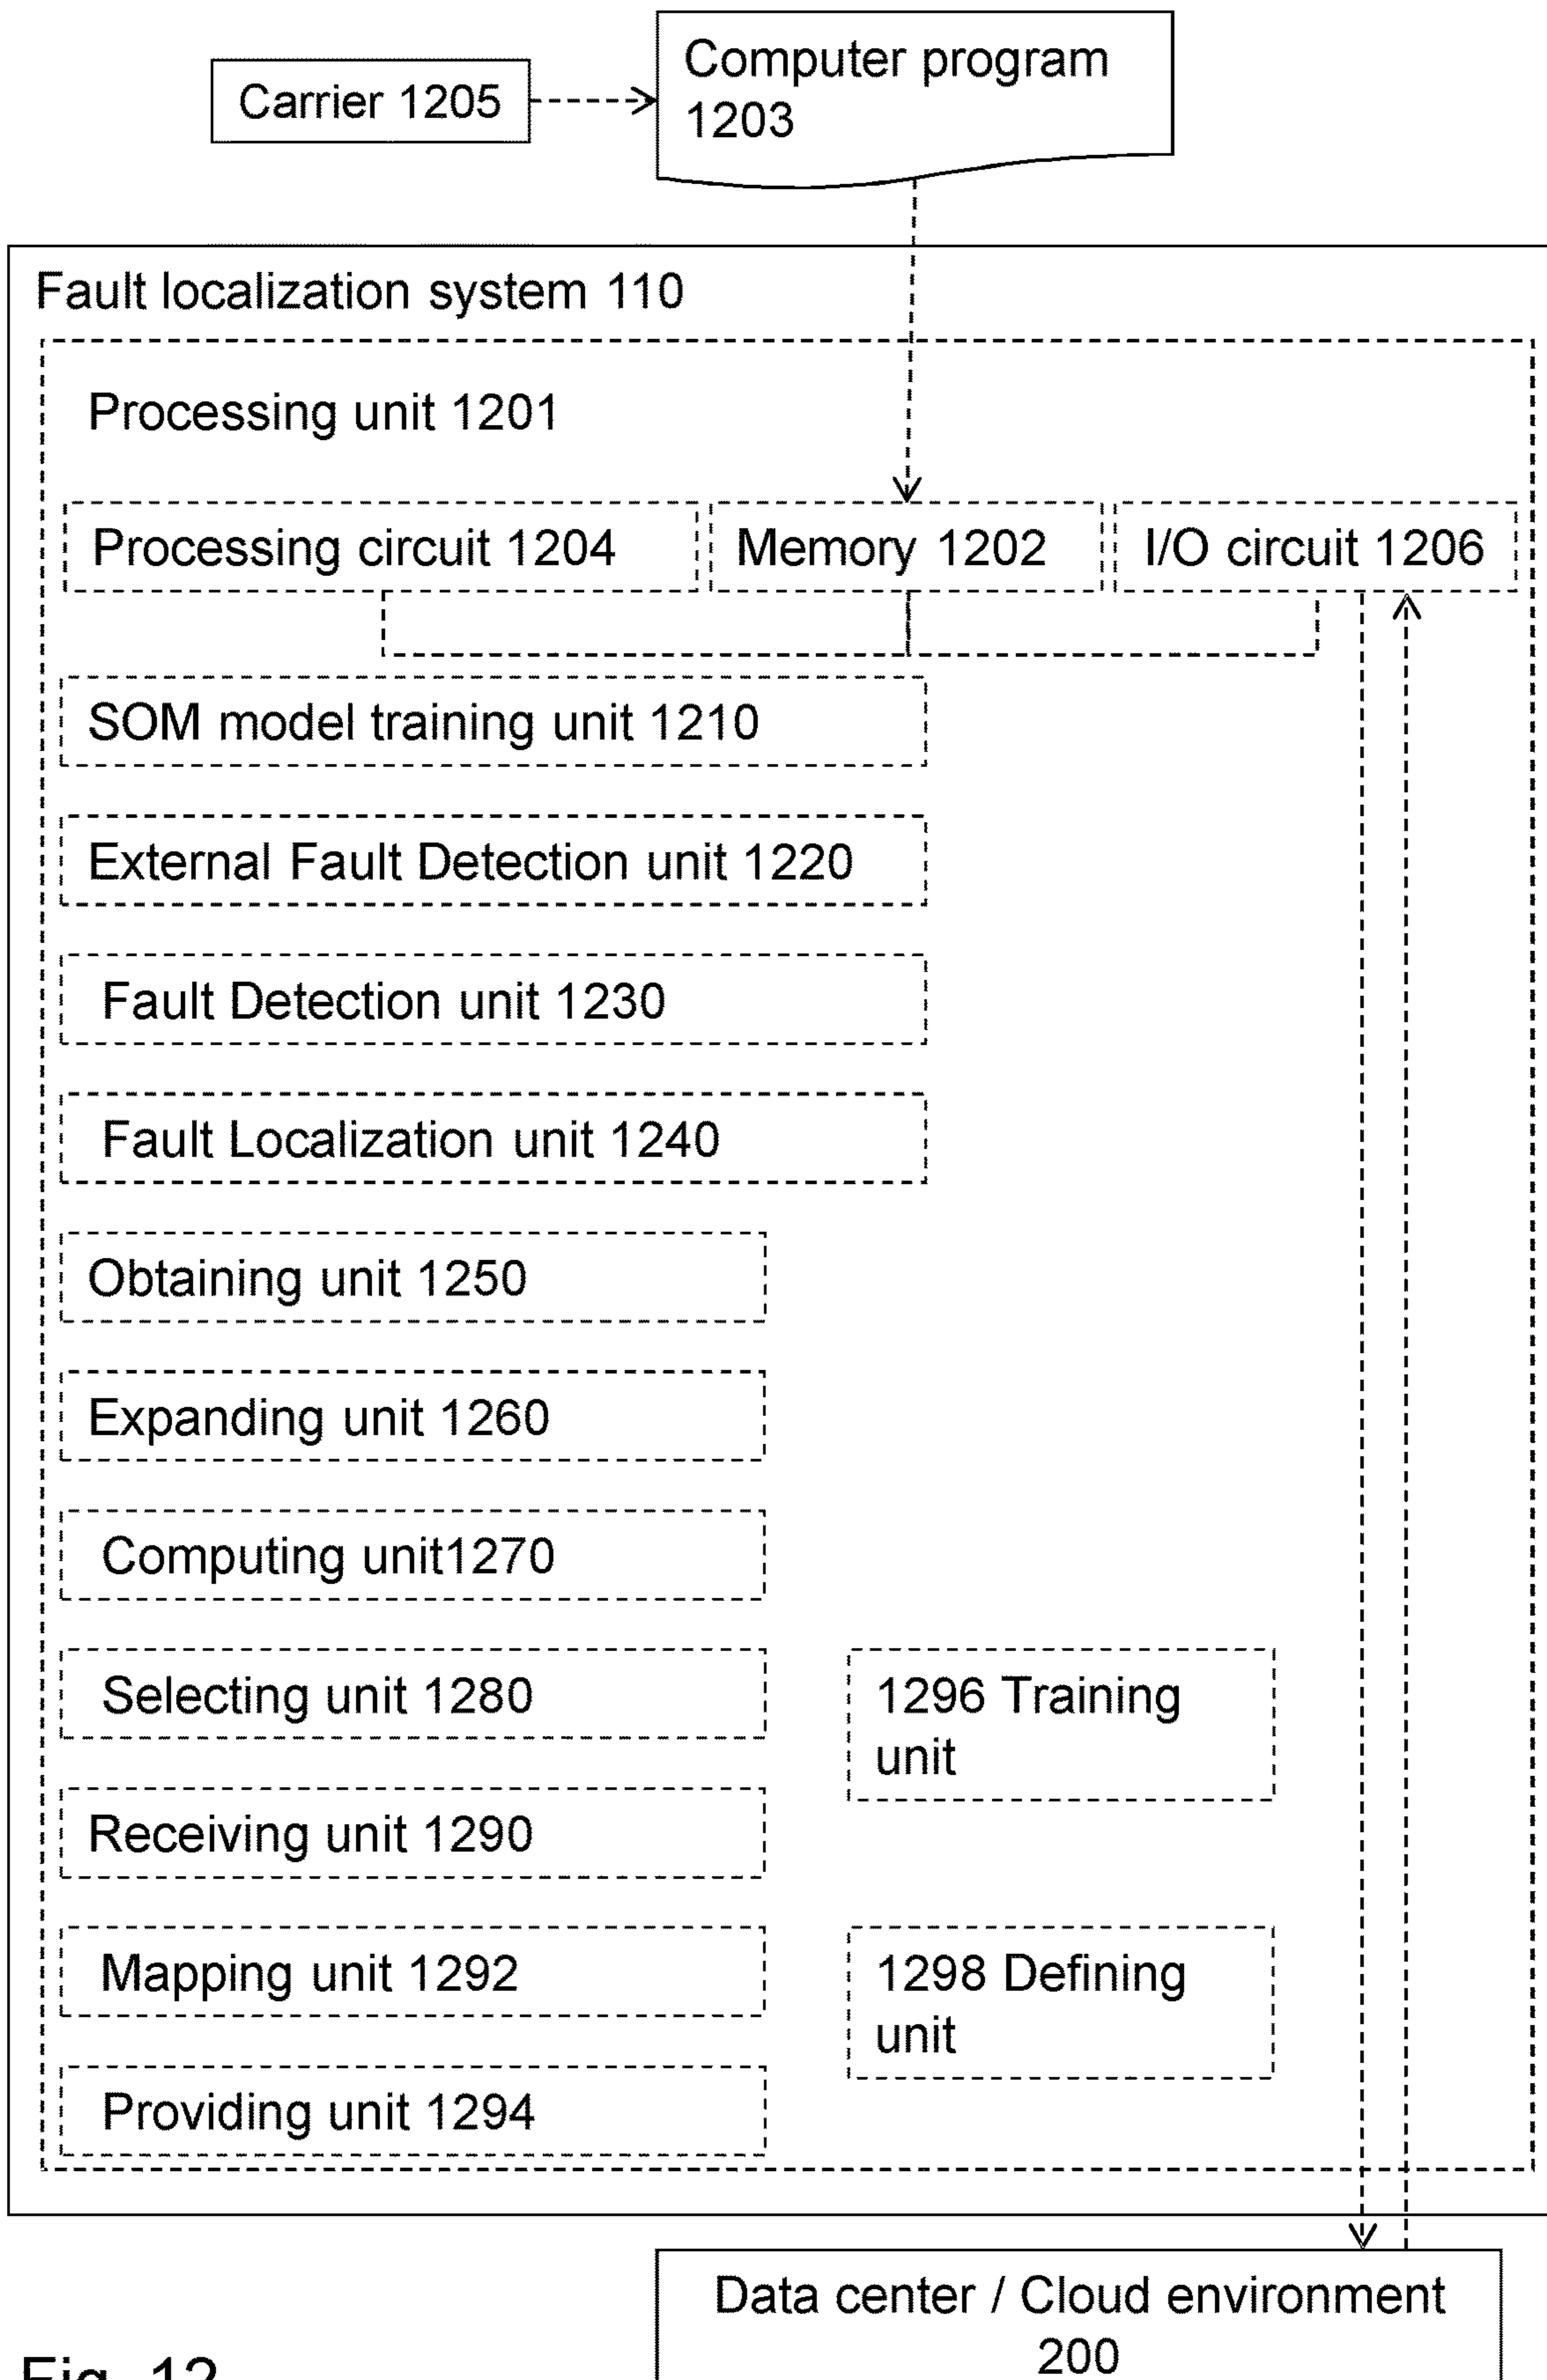 Computer program
1203
Carrier 1205
Fault localization system 110
Processing unit 1201
Processing circuit 1204
Memory 1202
I/O circuit 1206
SOM model training unit 1210
External Fault Detection unit 1220
Fault Detection unit 1230
Fault Localization unit 1240
Obtaining unit 1250
Expanding unit 1260
Computing unit1270
Selecting unit 1280
1296 Training
unit
Receiving unit 1290
Mapping unit 1292
1298 Defining
unit
Providing unit 1294
Data center / Cloud environment
200
Fig. 12